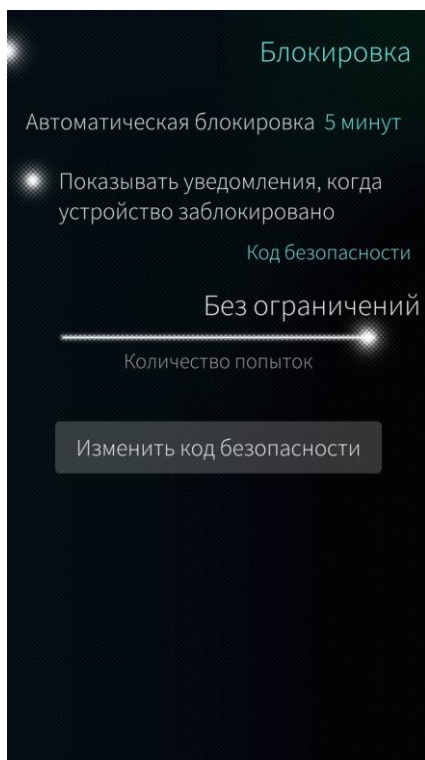 Блокировка
Автоматическая блокировка 5 минут
Показывать уведомления, когда
устройство заблокировано
Код безопасности
Без ограничений
Количество попыток
Изменить код безопасности